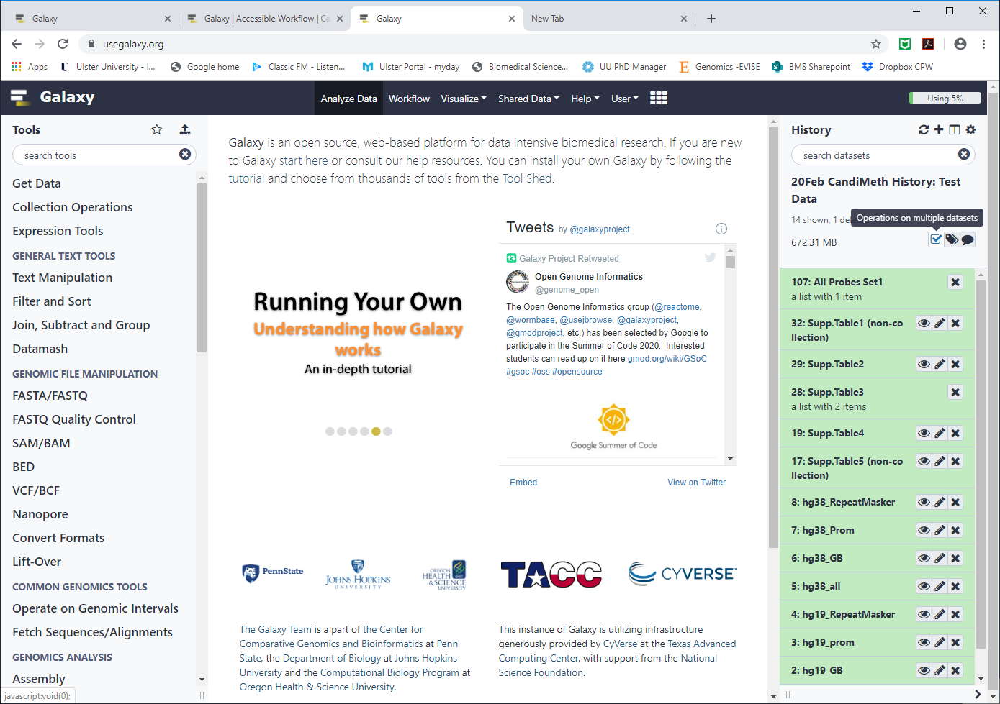 Galaxy
Galaxy | Accessible Workflow | Ca
Galaxy
New Tab
usegalaxy.org
Apps
Ulster University - I...
Google home
Classic FM - Listen...
Ulster Portal - myday
Biomedical Science...
UU PhD Manager
Genomics -EVISE
BMS Sharepoint
Dropbox CPW
Galaxy
Analyze Data
Workflow
Visualize
Shared Data
Help
User
Using 5%
Tools
search tools
Get Data
Collection Operations
Expression Tools
GENERAL TEXT TOOLS
Text Manipulation
Filter and Sort
Join, Subtract and Group
Datamash
GENOMIC FILE MANIPULATION
FASTA/FASTQ
FASTQ Quality Control
SAM/BAM
BED
VCF/BCF
Nanopore
Convert Formats
Lift-Over
COMMON GENOMICS TOOLS
Operate on Genomic Intervals
Fetch Sequences/Alignments
GENOMICS ANALYSIS
Assembly
javascript:void(0);
Galaxy is an open source, web-based platform for data intensive biomedical research. If you are new
to Galaxy start here or consult our help resources. You can install your own Galaxy by following the
tutorial and choose from thousands of tools from the Tool Shed.
Running Your Own
Understanding how Galaxy
works
An in-depth tutorial
Tweets by @galaxyproject
Galaxy Project Retweeted
Open Genome Informatics
@genome_open
The Open Genome Informatics group (@reactome,
@wormbase, @usejbrowse, @galaxyproject,
@gmodproject, etc.) has been selected by Google to
participate in the Summer of Code 2020.  Interested
students can read up on it here gmod.org/wiki/GSoC
#gsoc #oss #opensource
Google Summer of Code
Embed
View on Twitter
PennState
JOHNS HOPKINS
UNIVERSITY
OREGON
HEALTH
& SCIENCE
UNIVERSITY
OHSU
TACC
CYVERSE
The Galaxy Team is a part of the Center for
Comparative Genomics and Bioinformatics at Penn
State, the Department of Biology at Johns Hopkins
University and the Computational Biology Program at
Oregon Health & Science University.
This instance of Galaxy is utilizing infrastructure
generously provided by CyVerse at the Texas Advanced
Computing Center, with support from the National
Science Foundation.
History
search datasets
20Feb CandiMeth History: Test
Data
14 shown, 1 de
Operations on multiple datasets
672.31 MB
107: All Probes Set1
a list with 1 item
32: Supp.Table1 (non-co
llection)
29: Supp.Table2
28: Supp.Table3
a list with 2 items
19: Supp.Table4
17: Supp.Table5 (non-co
llection)
8: hg38_RepeatMasker
7: hg38_Prom
6: hg38_GB
5: hg38_all
4: hg19_RepeatMasker
3: hg19_prom
2: hg19_GB